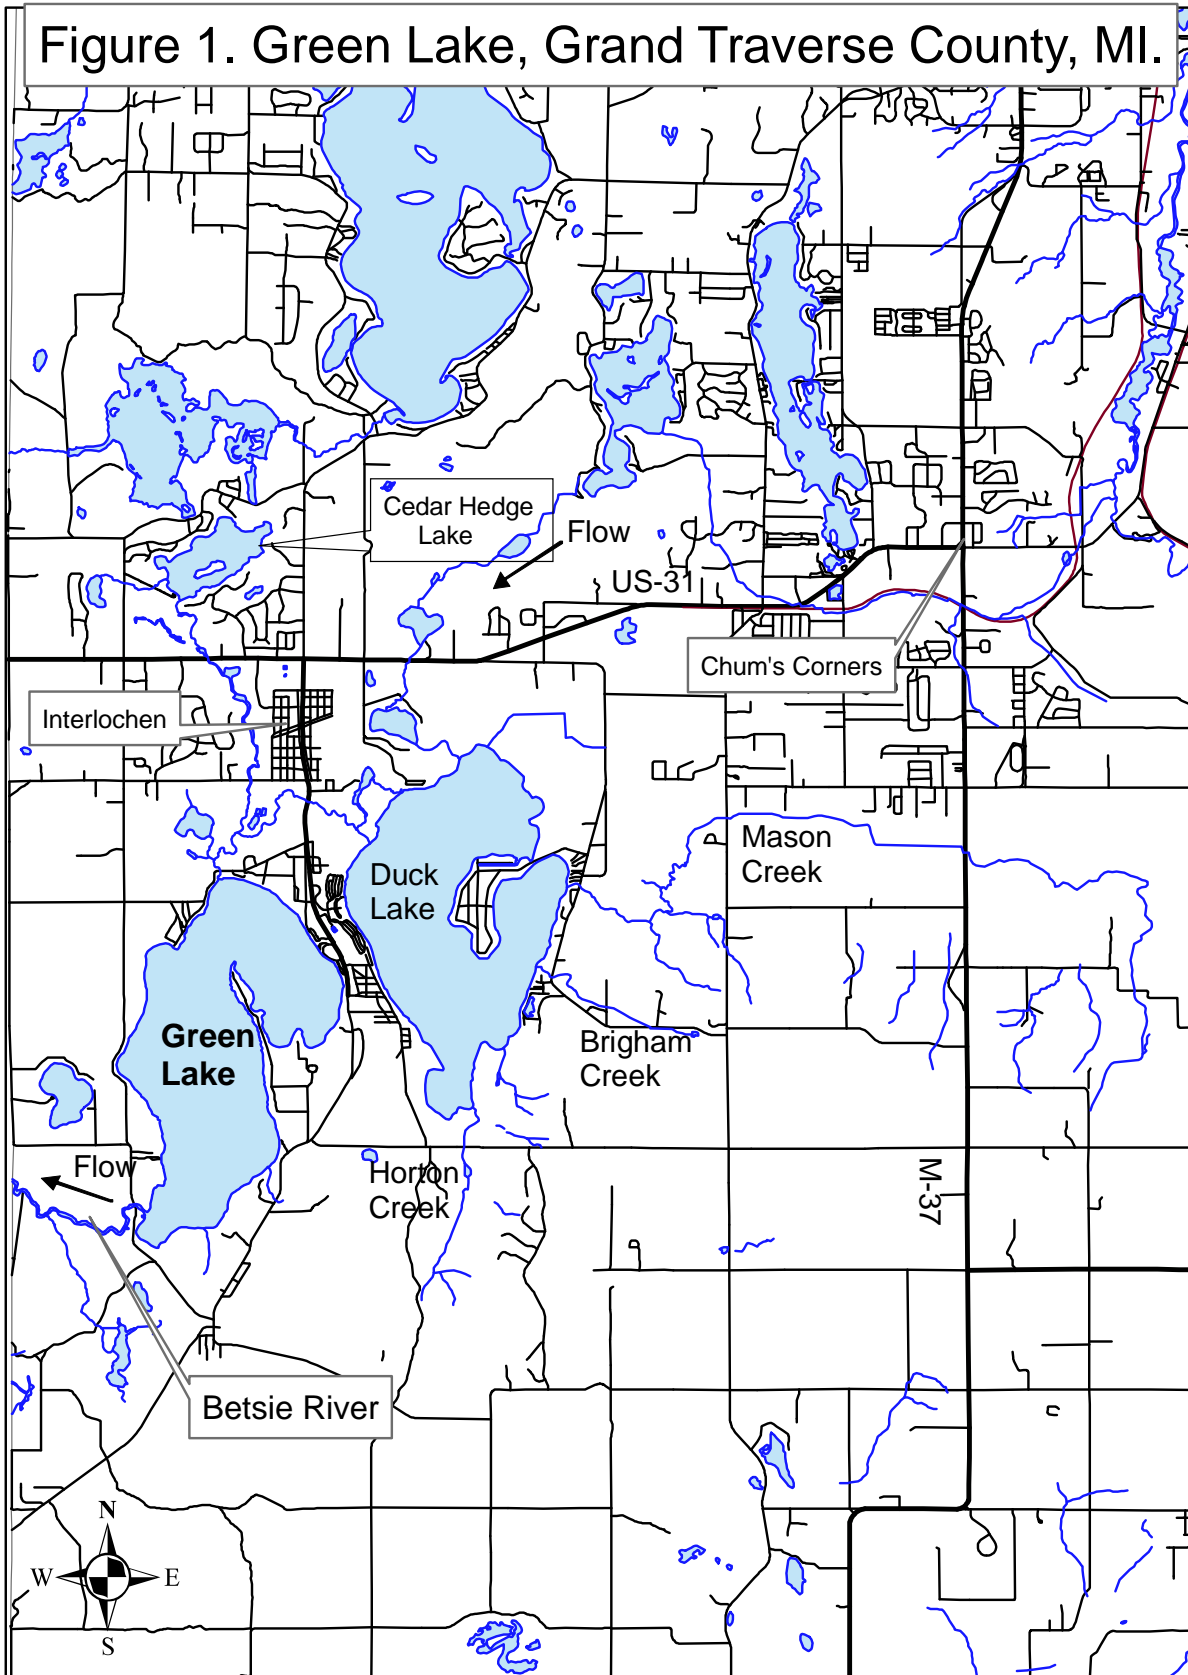 Figure 1. Green Lake, Grand Traverse County, MI.
Cedar Hedge
Lake
Flow
US-31
Chum's Corners
Interlochen
Mason
Creek
Duck
Lake
Green
Lake
Brigham
Creek
Flow
Horton
Creek
M-37
Betsie River
N
W
E
S